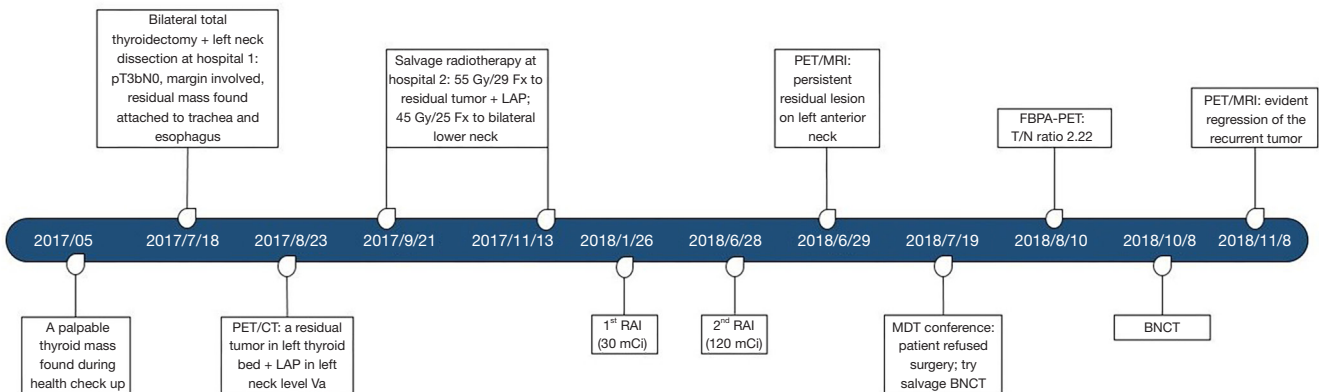 Bilateral total
thyroidectomy + left neck
dissection at hospital 1:
pT3bN0, margin involved,
residual mass found
attached to trachea and
esophagus
Salvage radiotherapy at
hospital 2: 55 Gy/29 Fx to
residual tumor + LAP;
45 Gy/25 Fx to bilateral
lower neck
PET/MRI:
persistent
residual lesion
on left anterior
neck
FBPA-PET:
T/N ratio 2.22
PET/MRI: evident
regression of the
recurrent tumor
2017/05
2017/7/18
2017/8/23
2017/9/21
2017/11/13
2018/1/26
2018/6/28
2018/6/29
2018/7/19
2018/8/10
2018/10/8
2018/11/8
A palpable
thyroid mass
found during
health check up
PET/CT: a residual
tumor in left thyroid
bed + LAP in left
neck level Va
1st RAI
(30 mCi)
2nd RAI
(120 mCi)
MDT conference:
patient refused
surgery; try
salvage BNCT
BNCT